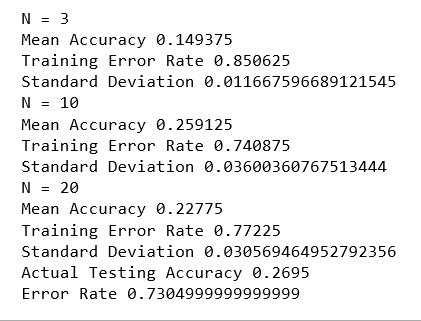 N = 3
Mean Accuracy 0.149375
Training Error Rate 0.850625
Standard Deviation 0.011667596689121545
N = 10
Mean Accuracy 0.259125
Training Error Rate 0.740875
Standard Deviation 0.03600360767513444
N = 20
Mean Accuracy 0.22775
Training Error Rate 0.77225
Standard Deviation 0.030569464952792356
Actual Testing Accuracy 0.2695
Error Rate 0.7304999999999999